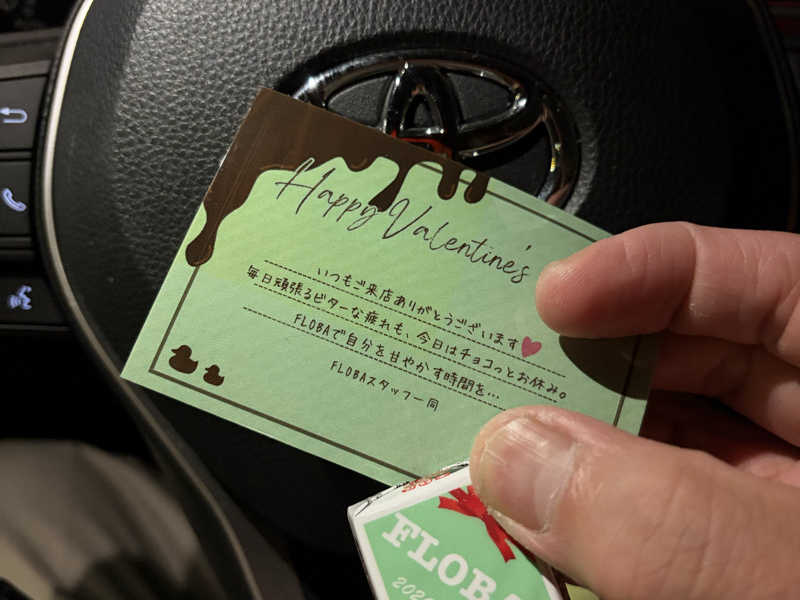 Happy Valentine's
いつもご来店ありがとうございます
毎日頑張るビターな疲れも、今日はチョコっとお休み。
FLOBAで自分を甘やかす時間を…
FLOBAスタッフ一同
FLOBA